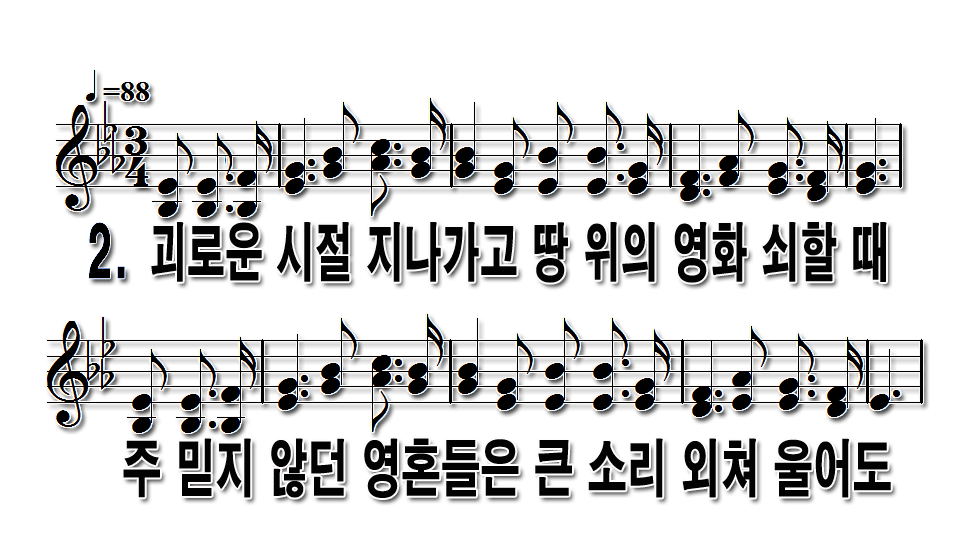 ♩=88
3
4
2. 괴로운 시절 지나가고 땅 위의 영화 쇠할 때
주 믿지 않던 영혼들은 큰 소리 외쳐 울어도